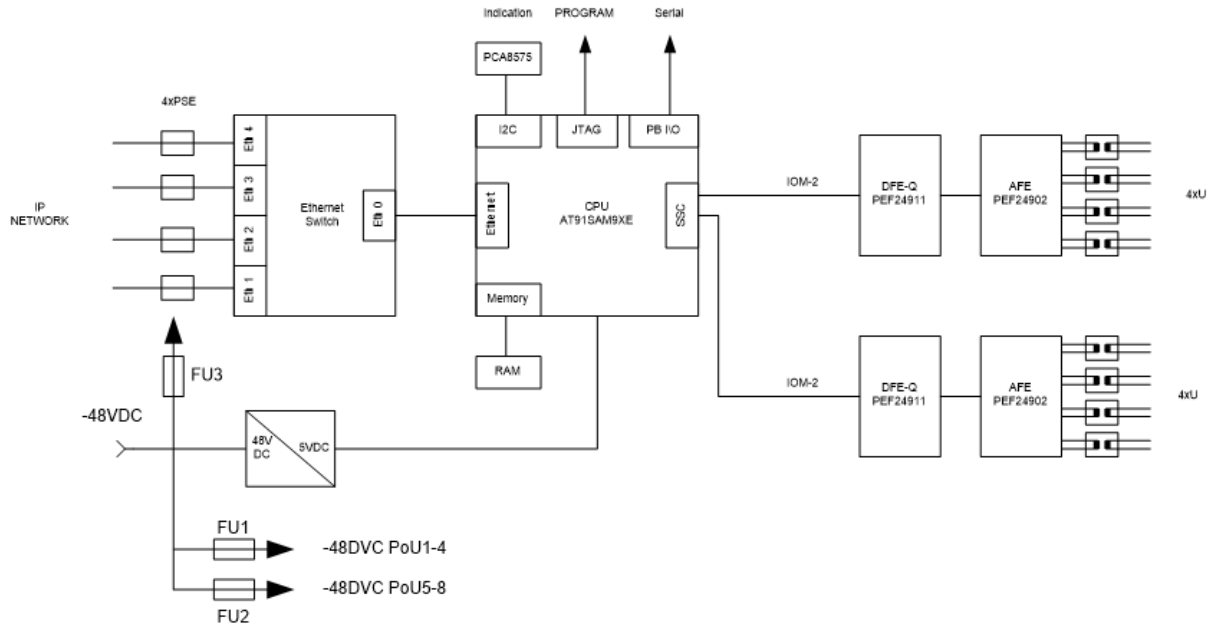 Indication
PROGRAM
Serial
PCA8575
4xPSE
I2C
JTAG
PB I\O
Eth 4
Eth 3
Eth 2
Eth 1
IP
NETWORK
Ethernet
Switch
Eth 0
Ethernet
CPU
AT91SAM9XE
SSC
Memory
RAM
IOM-2
DFE-Q
PEF24911
AFE
PEF24902
4xU
IOM-2
DFE-Q
PEF24911
AFE
PEF24902
4xU
FU3
-48VDC
48V
DC
5VDC
FU1
-48DVC PoU1-4
-48DVC PoU5-8
FU2